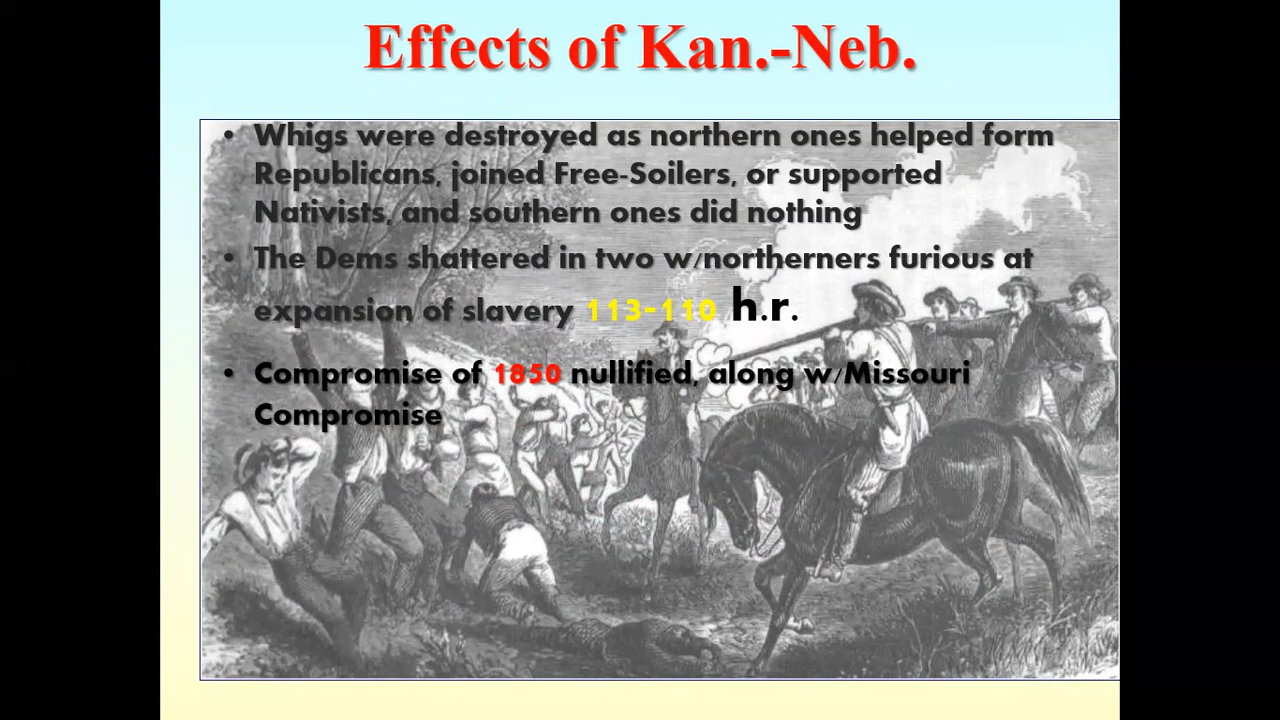 Effects of Kan.-Neb.
• Whigs were destroyed as northern ones helped form
Republicans, joined Free-Soilers, or supported
Nativists, and southern ones did nothing
• The Dems shattered in two w/northerners furious at
expansion of slavery 113-110 h.r.
• Compromise of 1850 nullified, along w/Missouri
Compromise